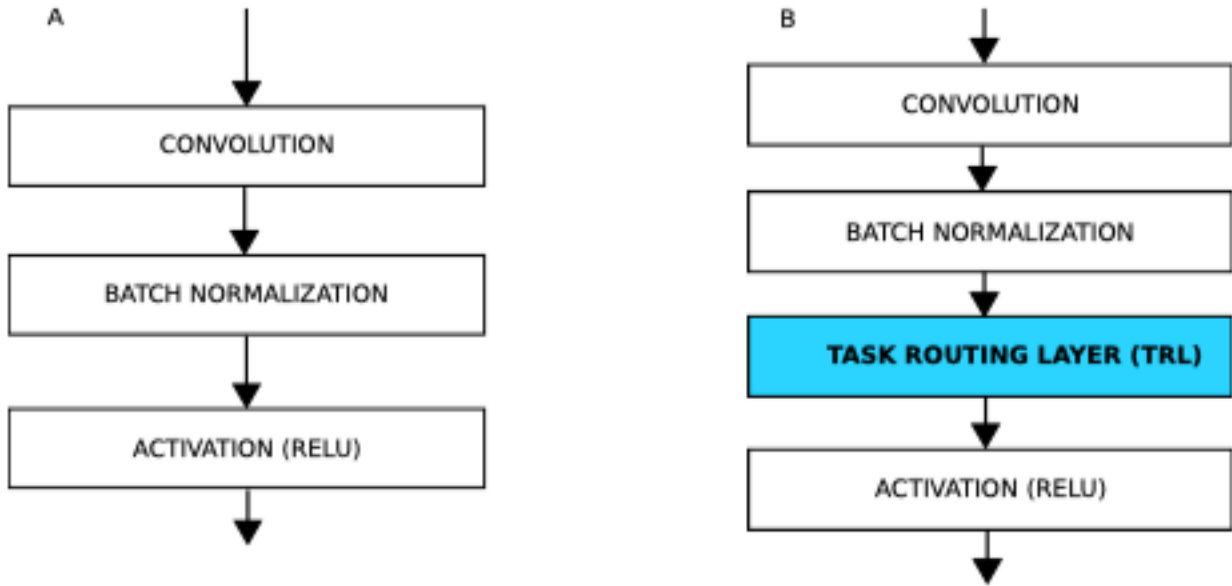 A
CONVOLUTION
BATCH NORMALIZATION
ACTIVATION (RELU)
B
CONVOLUTION
BATCH NORMALIZATION
TASK ROUTING LAYER (TRL)
ACTIVATION (RELU)